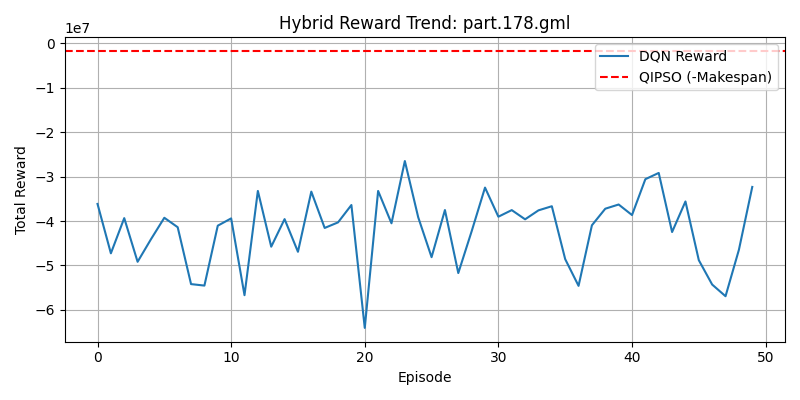 Hybrid Reward Trend: part.178.gml
1e7
DQN Reward
QIPSO (-Makespan)
Total Reward
0
−1
−2
−3
−4
−5
−6
0 10 20 30 40 50
Episode